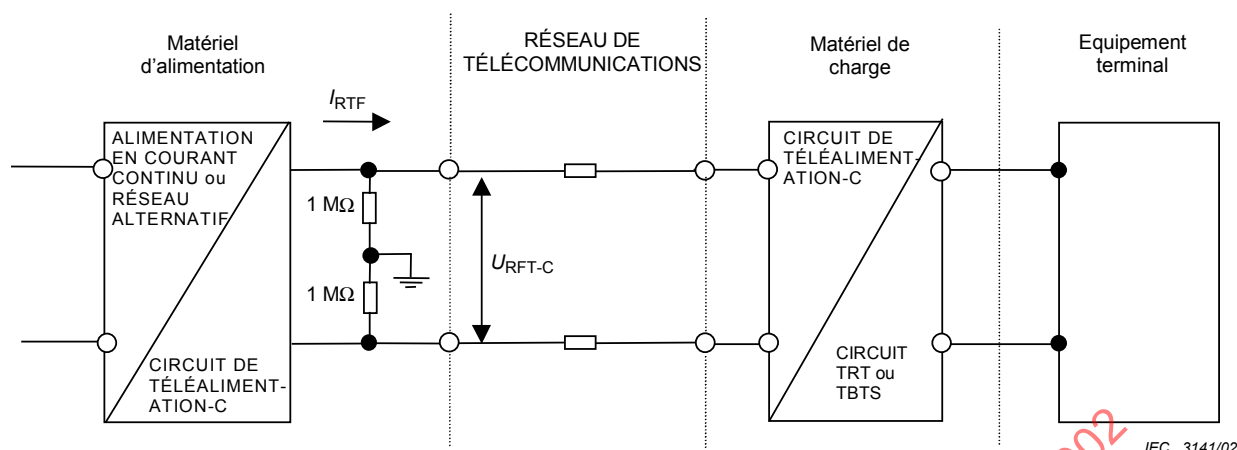 Matériel
d'alimentation
RÉSEAU DE
TÉLÉCOMMUNICATIONS
Matériel de
charge
Equipement
terminal
IRTF
ALIMENTATION
EN COURANT
CONTINU ou
RÉSEAU
ALTERNATIF
CIRCUIT DE
TÉLÉALIMENT-
ATION-C
1 MΩ
1 MΩ
URFT-C
CIRCUIT DE
TÉLÉALIMENT-
ATION-C
CIRCUIT
TRT ou
TBTS
IEC 3141/02